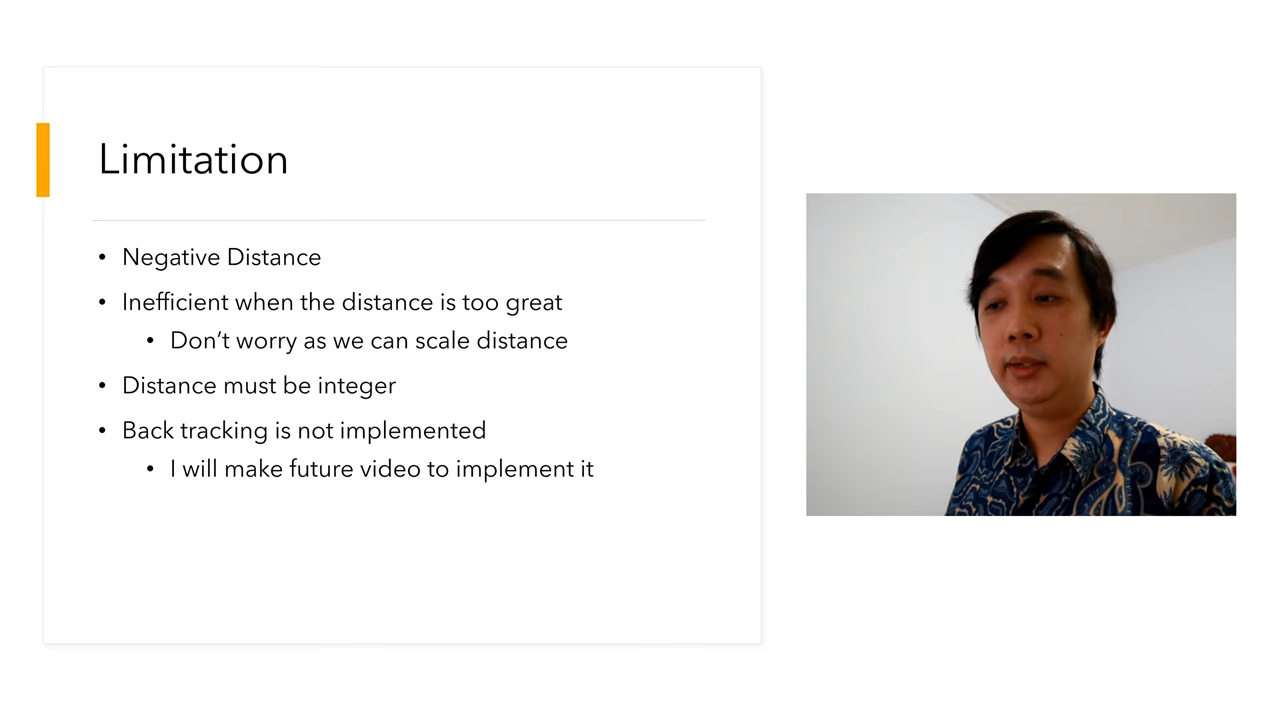 Limitation
• Negative Distance
• Inefficient when the distance is too great
• Don’t worry as we can scale distance
• Distance must be integer
• Back tracking is not implemented
• I will make future video to implement it